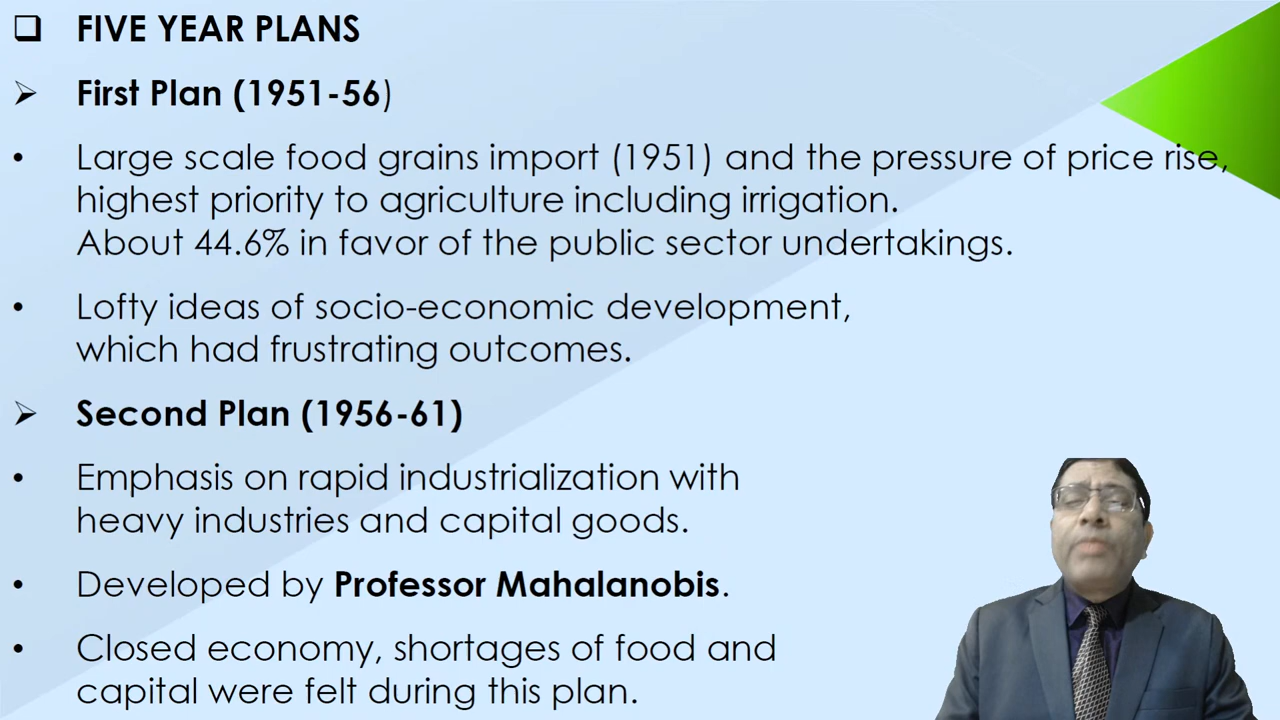 ❑ FIVE YEAR PLANS
➢ First Plan (1951-56)
• Large scale food grains import (1951) and the pressure of price rise,
highest priority to agriculture including irrigation.
About 44.6% in favor of the public sector undertakings.
• Lofty ideas of socio-economic development,
which had frustrating outcomes.
➢ Second Plan (1956-61)
• Emphasis on rapid industrialization with
heavy industries and capital goods.
• Developed by Professor Mahalanobis.
• Closed economy, shortages of food and
capital were felt during this plan.